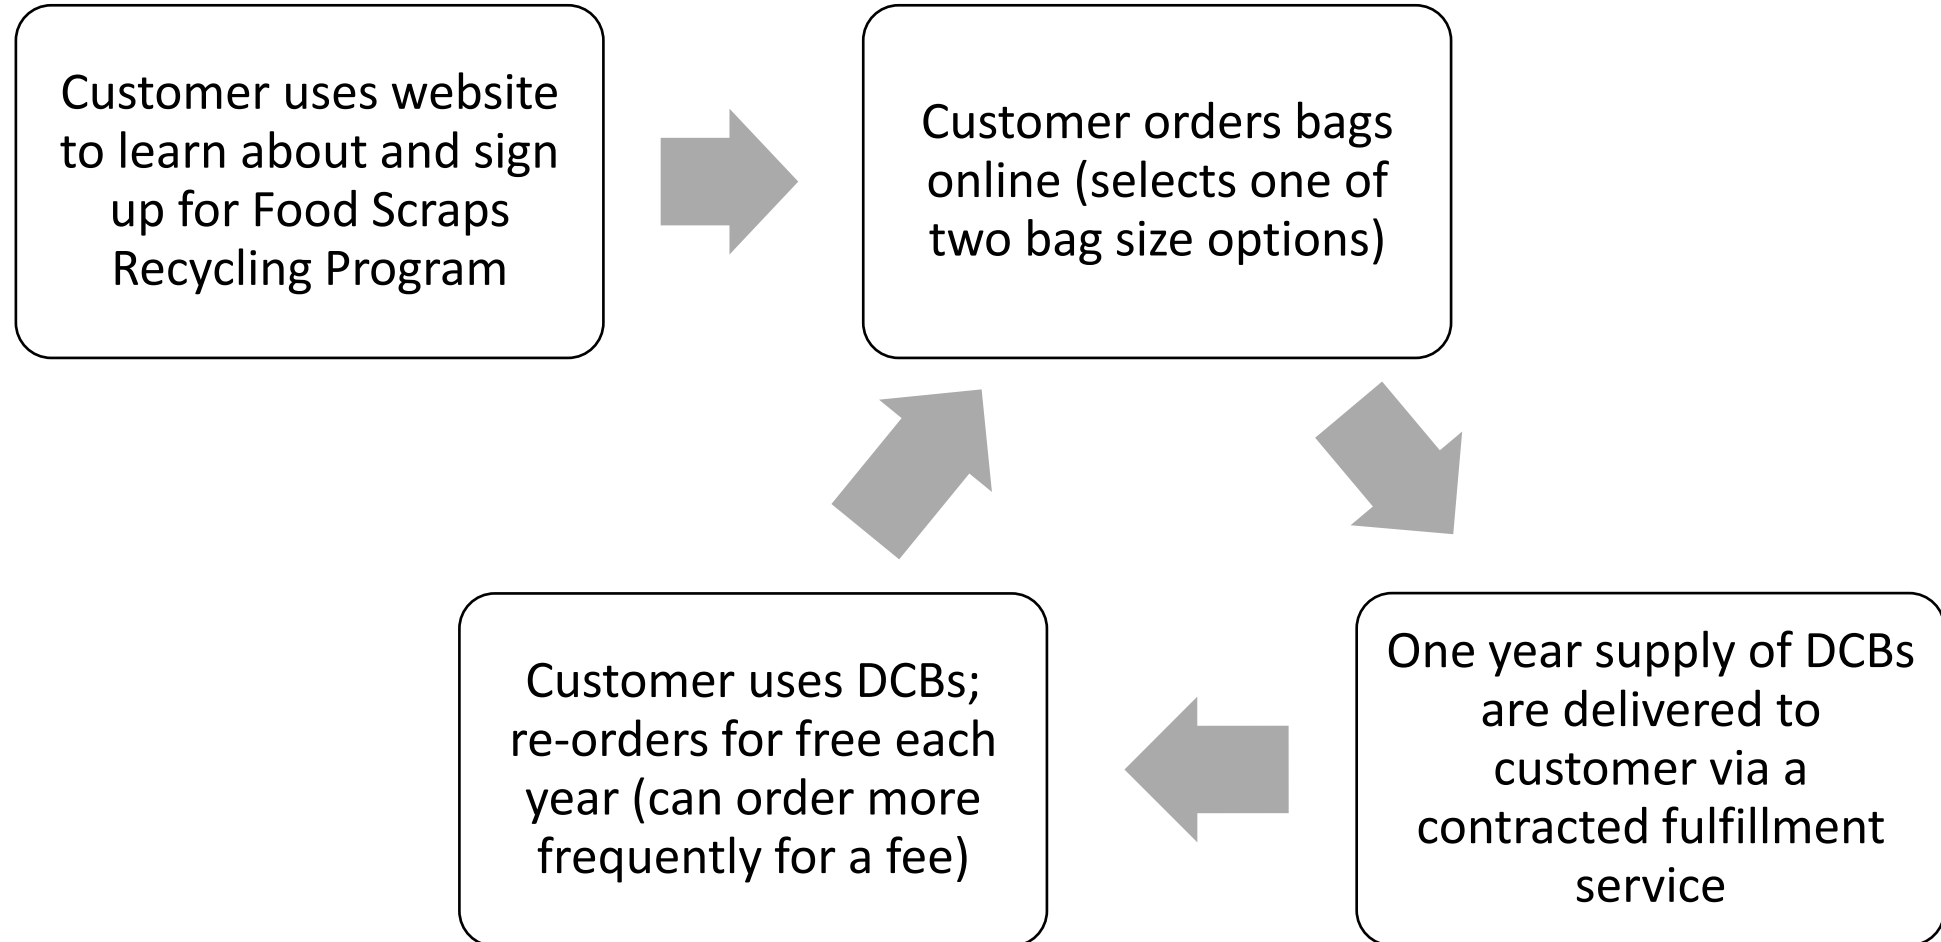 Customer uses website
to learn about and sign
up for Food Scraps
Recycling Program
Customer orders bags
online (selects one of
two bag size options)
One year supply of DCBs
are delivered to
customer via a
contracted fulfillment
service
Customer uses DCBs;
re-orders for free each
year (can order more
frequently for a fee)